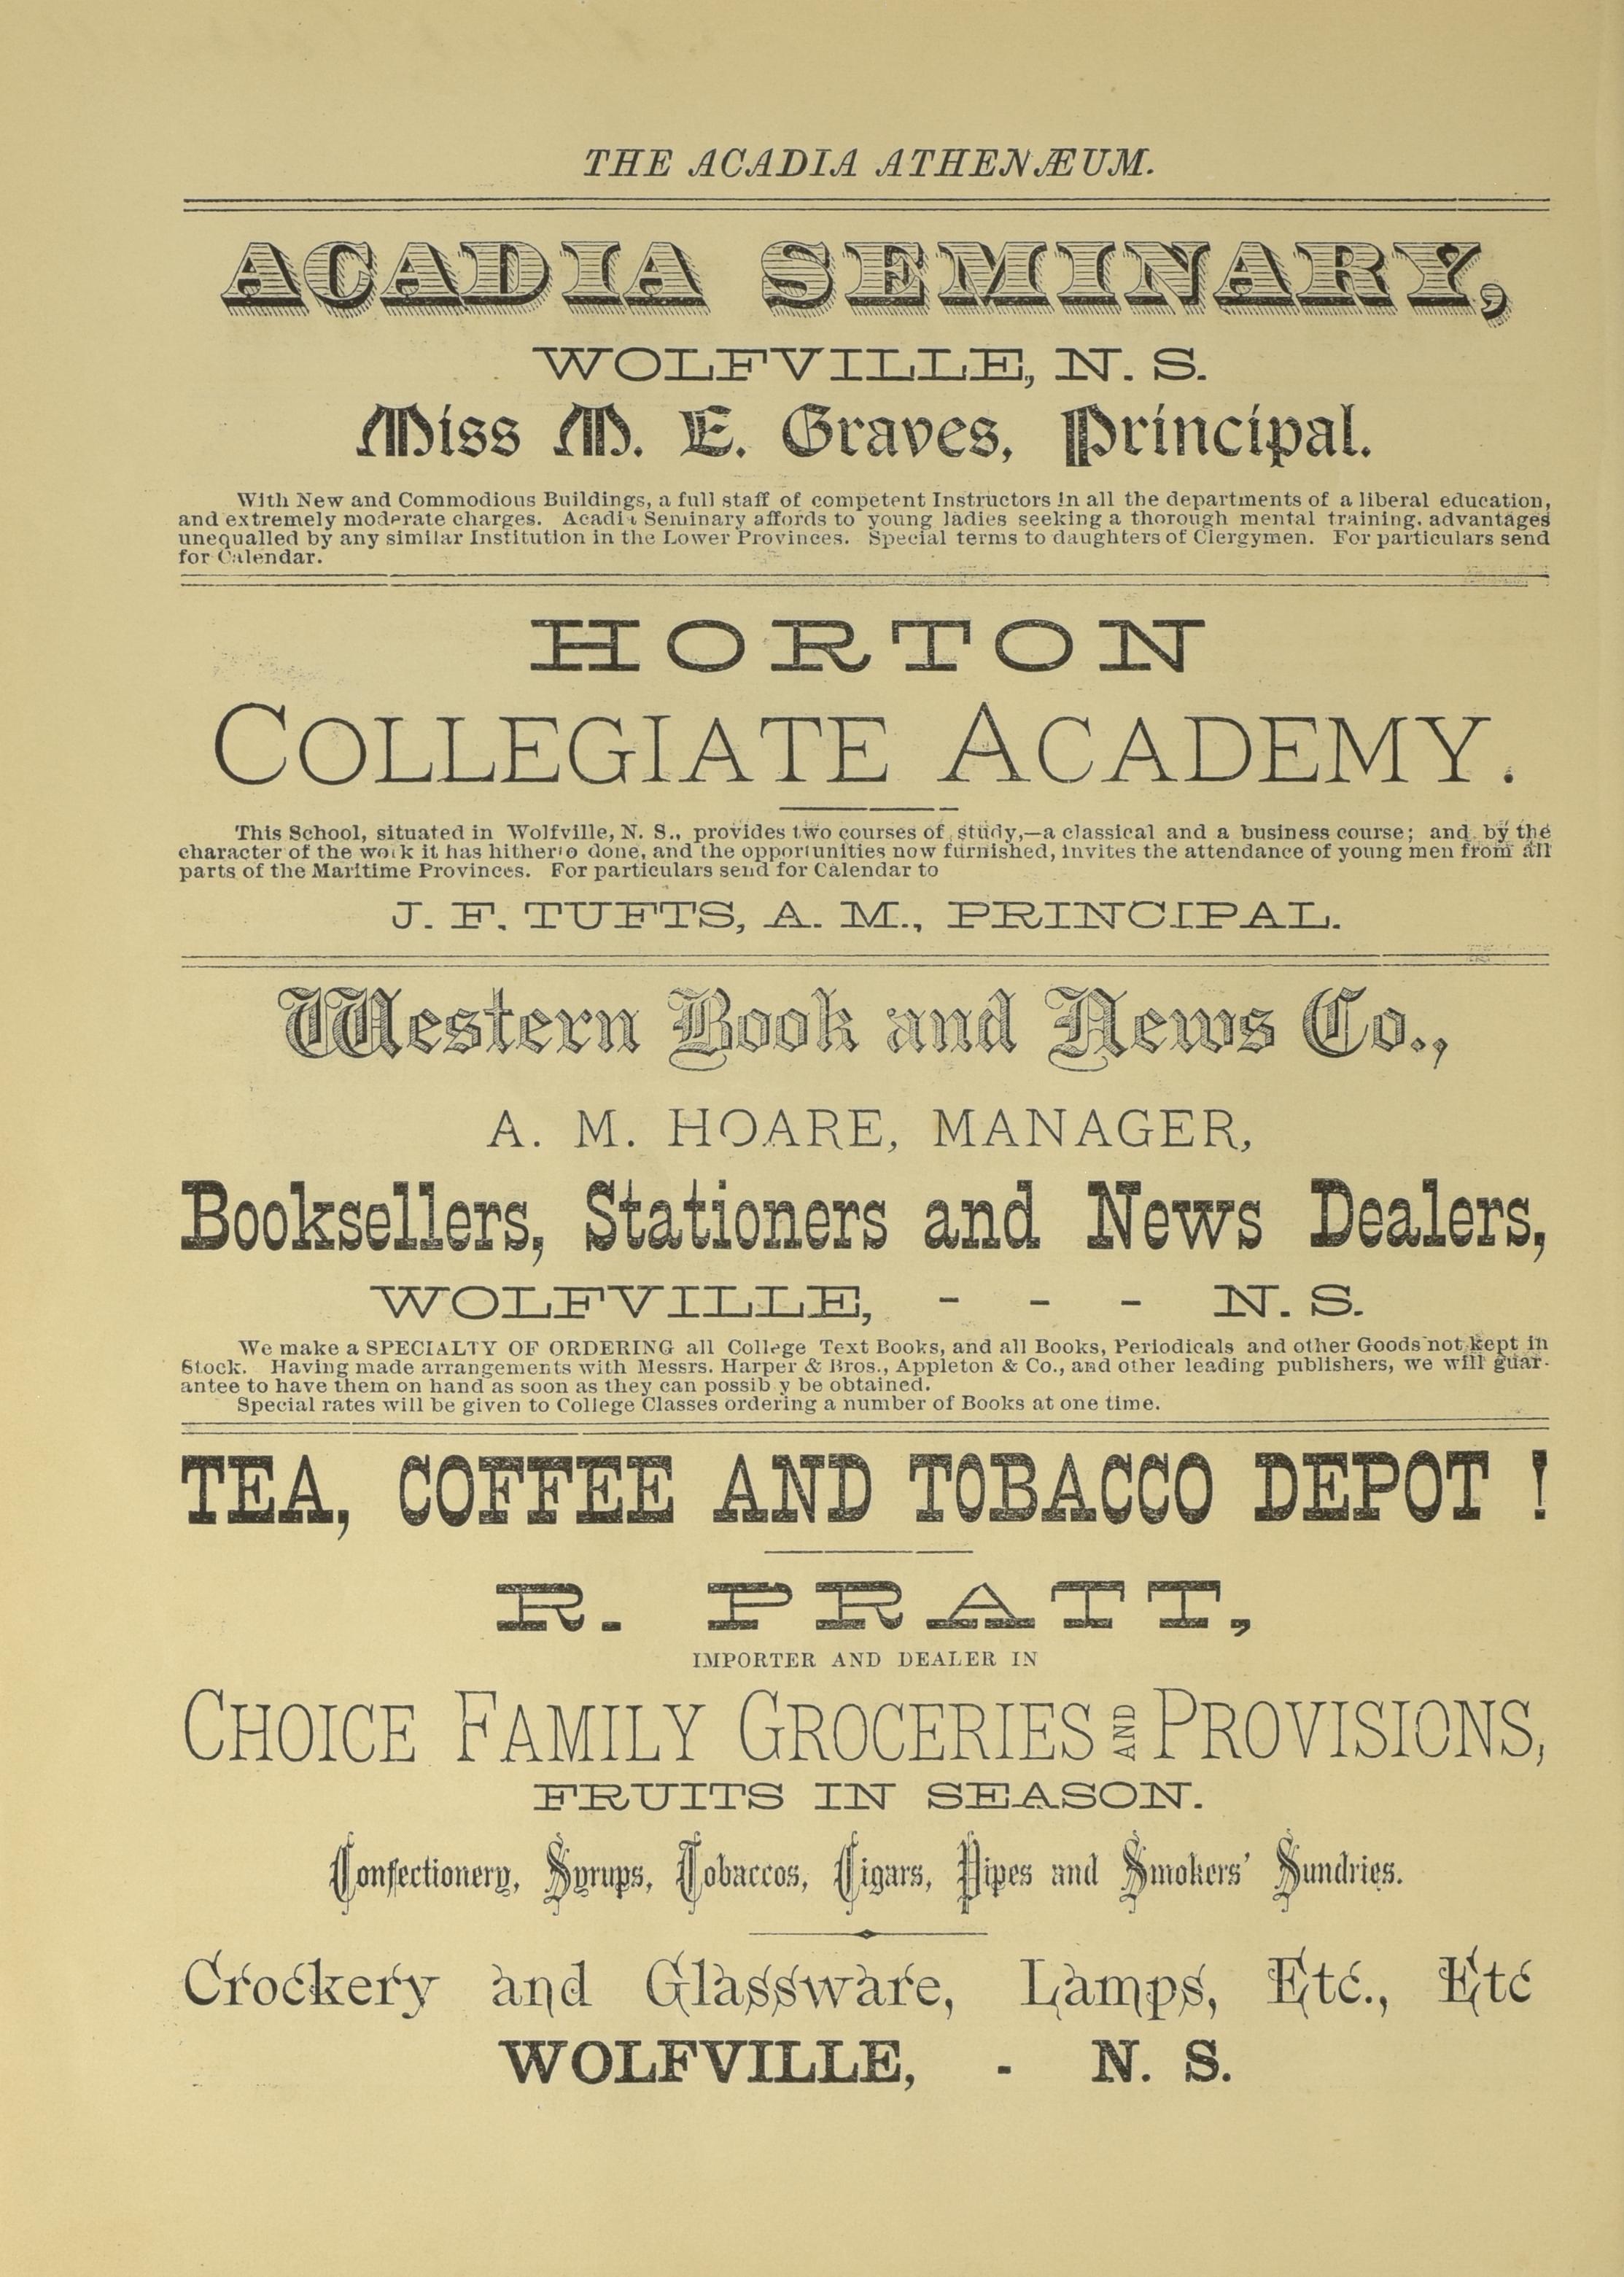 THE ACADIA ATHENÆUM.
ACADIA SEMINARY,
WOLFVILLE, N. S.
Miss M. E. Graves, Principal.
With New and Commodious Buildings, a full staff of competent Instructors in all the departments of a liberal education,
and extremely moderate charges. Acadia Seminary affords to young ladies seeking a thorough mental training, advantages
unequalled by any similar Institution in the Lower Provinces. Special terms to daughters of Clergymen. For particulars send
for Calendar.
HORTON
COLLEGIATE ACADEMY.
This School, situated in Wolfville, N. S., provides two courses of study,—a classical and a business course; and by the
character of the work it has hitherto done, and the opportunities now furnished, invites the attendance of young men from all
parts of the Maritime Provinces. For particulars send for Calendar to
J. F. TUFTS, A. M., PRINCIPAL.
Western Book and News Co.,
A. M. HOARE, MANAGER,
Booksellers, Stationers and News Dealers,
WOLFVILLE, - - - N. S.
We make a SPECIALTY OF ORDERING all College Text Books, and all Books, Periodicals and other Goods not kept in
Stock. Having made arrangements with Messrs. Harper & Bros., Appleton & Co., and other leading publishers, we will guar-
antee to have them on hand as soon as they can possib y be obtained.
Special rates will be given to College Classes ordering a number of Books at one time.
TEA, COFFEE AND TOBACCO DEPOT !
R. PRATT,
IMPORTER AND DEALER IN
CHOICE FAMILY GROCERIES AND PROVISIONS,
FRUITS IN SEASON.
Confectionery, Syrups, Tobaccos, Cigars, Pipes and Smokers' Sundries.
Crockery and Glassware, Lamps, Etc., Etc
WOLFVILLE, - N. S.